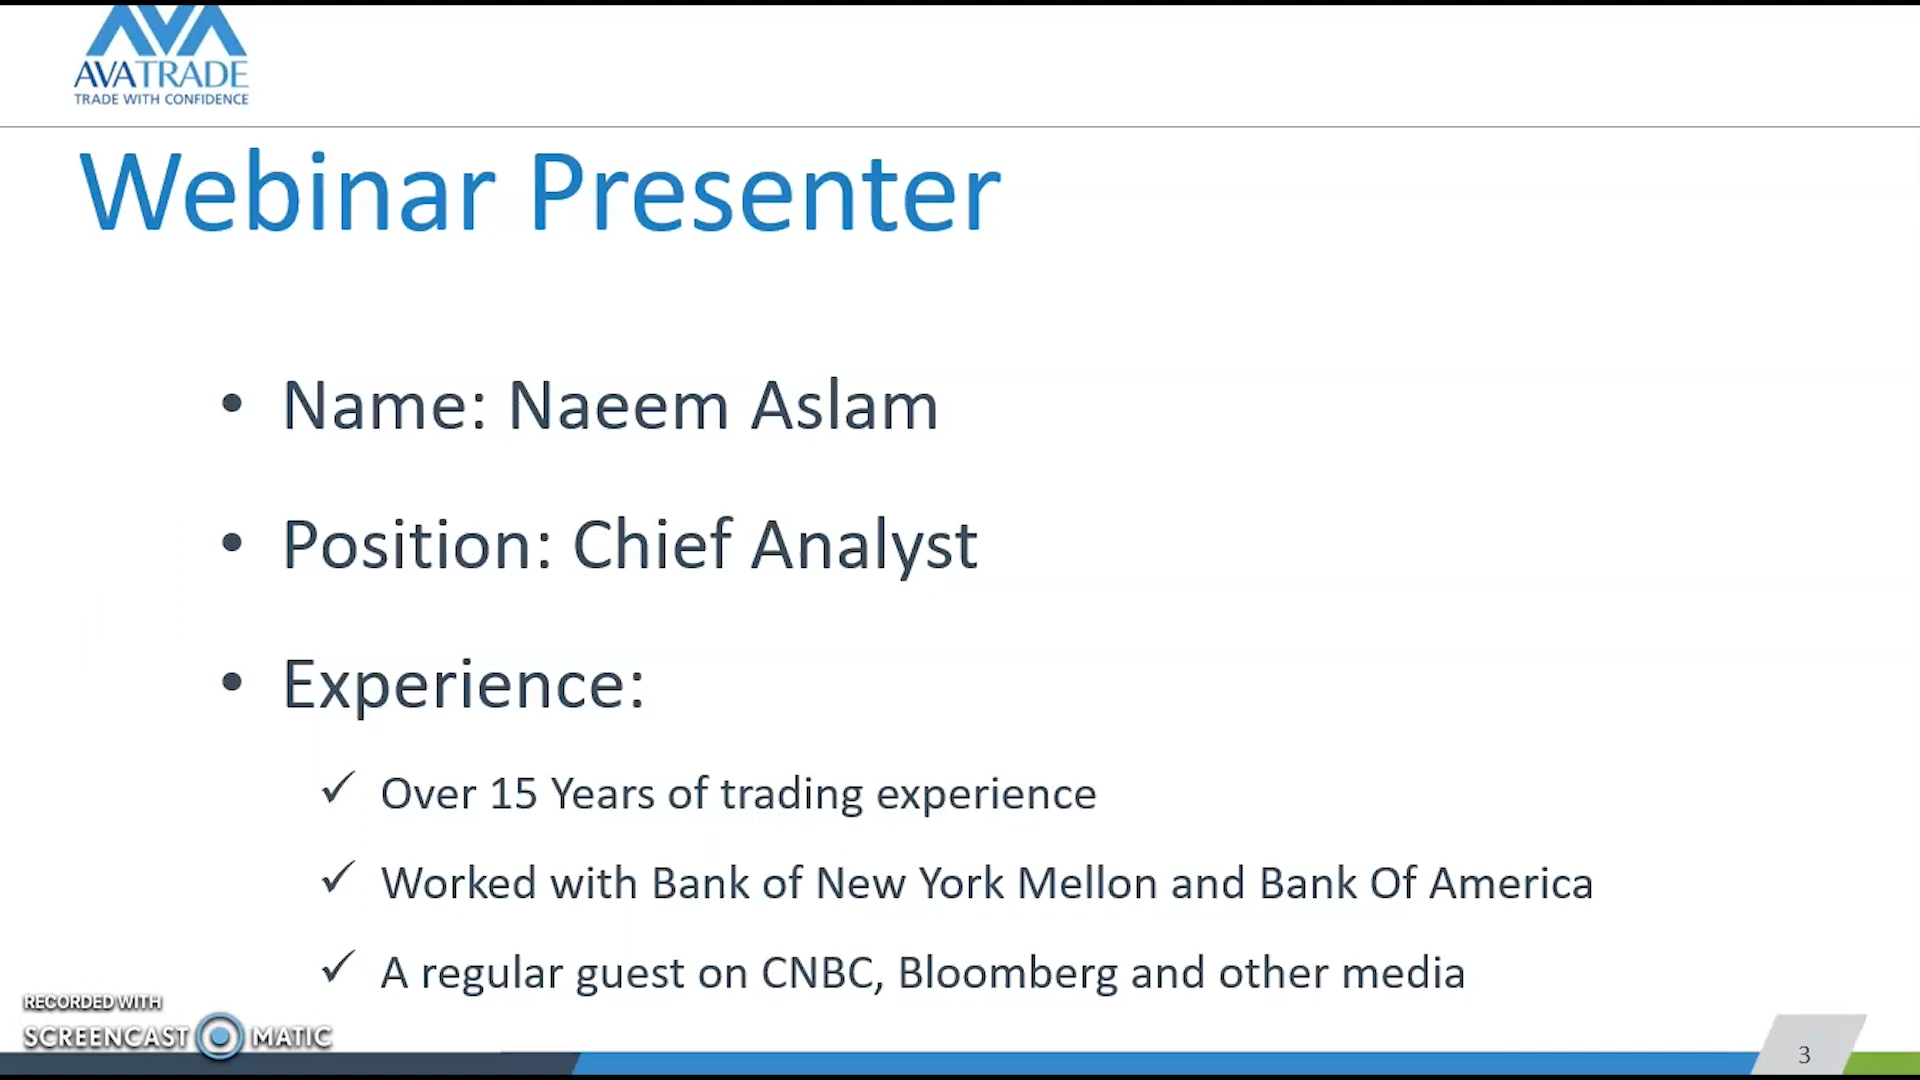 AVATRADE
TRADE WITH CONFIDENCE
Webinar Presenter
• Name: Naeem Aslam
• Position: Chief Analyst
• Experience:
✓ Over 15 Years of trading experience
✓ Worked with Bank of New York Mellon and Bank Of America
✓ A regular guest on CNBC, Bloomberg and other media
RECORDED WITH
SCREENCAST MATIC
3